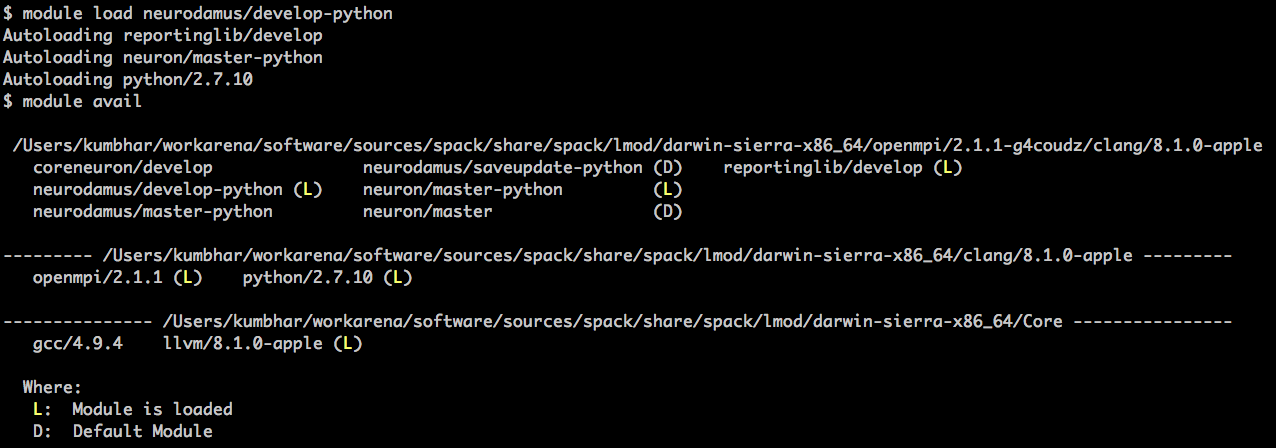 $ module load neurodamus/develop-python
Autoloading reportinglib/develop
Autoloading neuron/master-python
Autoloading python/2.7.10
$ module avail
/Users/kumbhar/workarena/software/sources/spack/share/spack/lmod/darwin-sierra-x86_64/openmpi/2.1.1-g4coudz/clang/8.1.0-apple
coreneuron/develop neurodamus/saveupdate-python (D) reportinglib/develop (L)
neurodamus/develop-python (L) neuron/master-python (L)
neurodamus/master-python neuron/master (D)
--------- /Users/kumbhar/workarena/software/sources/spack/share/spack/lmod/darwin-sierra-x86_64/clang/8.1.0-apple ---------
openmpi/2.1.1 (L) python/2.7.10 (L)
--------------- /Users/kumbhar/workarena/software/sources/spack/share/spack/lmod/darwin-sierra-x86_64/Core ----------------
gcc/4.9.4 llvm/8.1.0-apple (L)
Where:
L: Module is loaded
D: Default Module